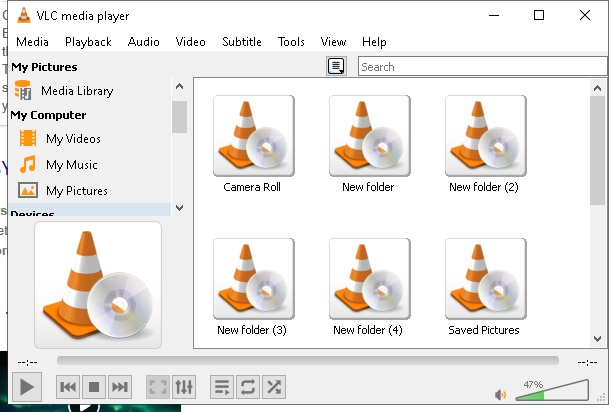 VLC media player
Media Playback Audio Video Subtitle Tools View Help
My Pictures
Search
Media Library
My Computer
My Videos
My Music
My Pictures
Devices
Camera Roll
New folder
New folder (2)
New folder (3)
New folder (4)
Saved Pictures
--:--
--:--
47%